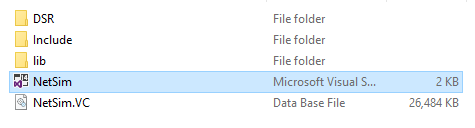 DSR File folder
Include File folder
lib File folder
NetSim Microsoft Visual S... 2 KB
NetSim.VC Data Base File 26,484 KB